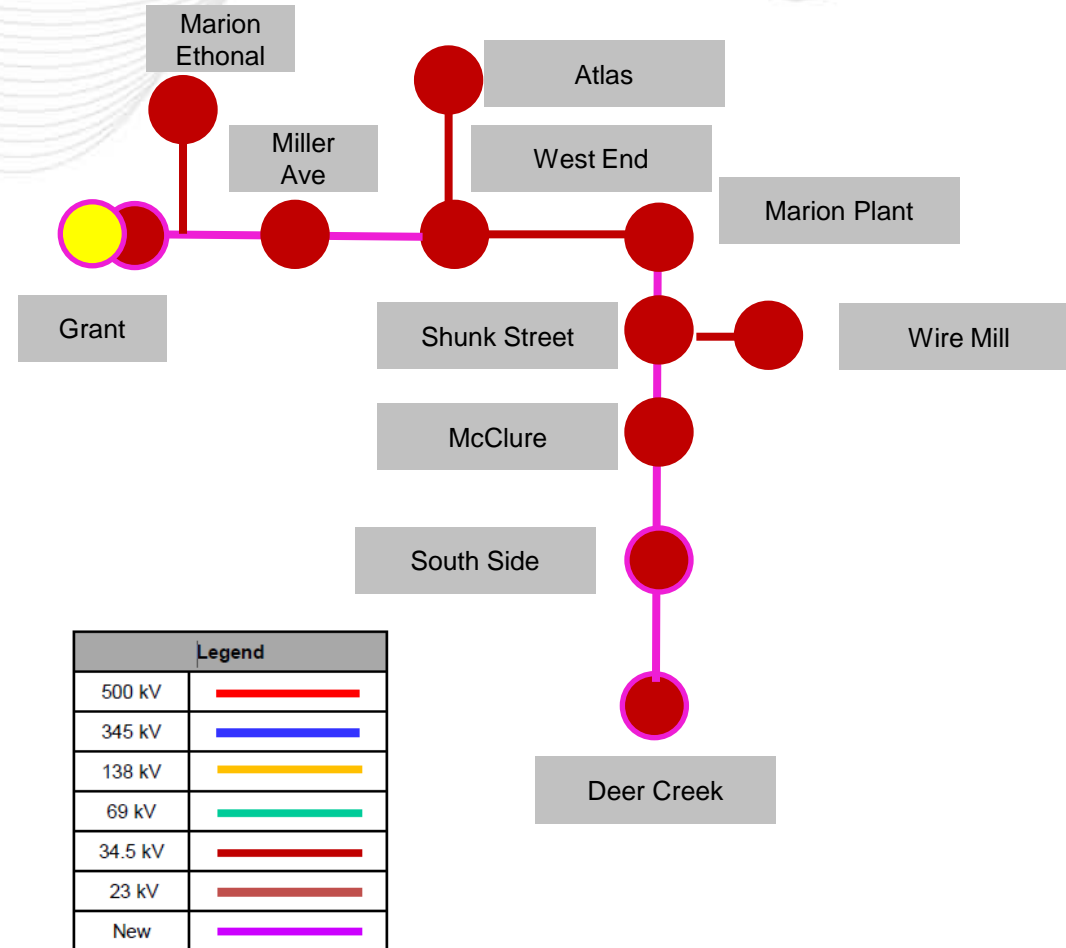 Marion
Ethonal
Atlas
Miller
Ave
West End
Marion Plant
Grant
Shunk Street
Wire Mill
McClure
South Side
Deer Creek
Legend
500 kV
345 kV
138 kV
69 kV
34.5 kV
23 kV
New